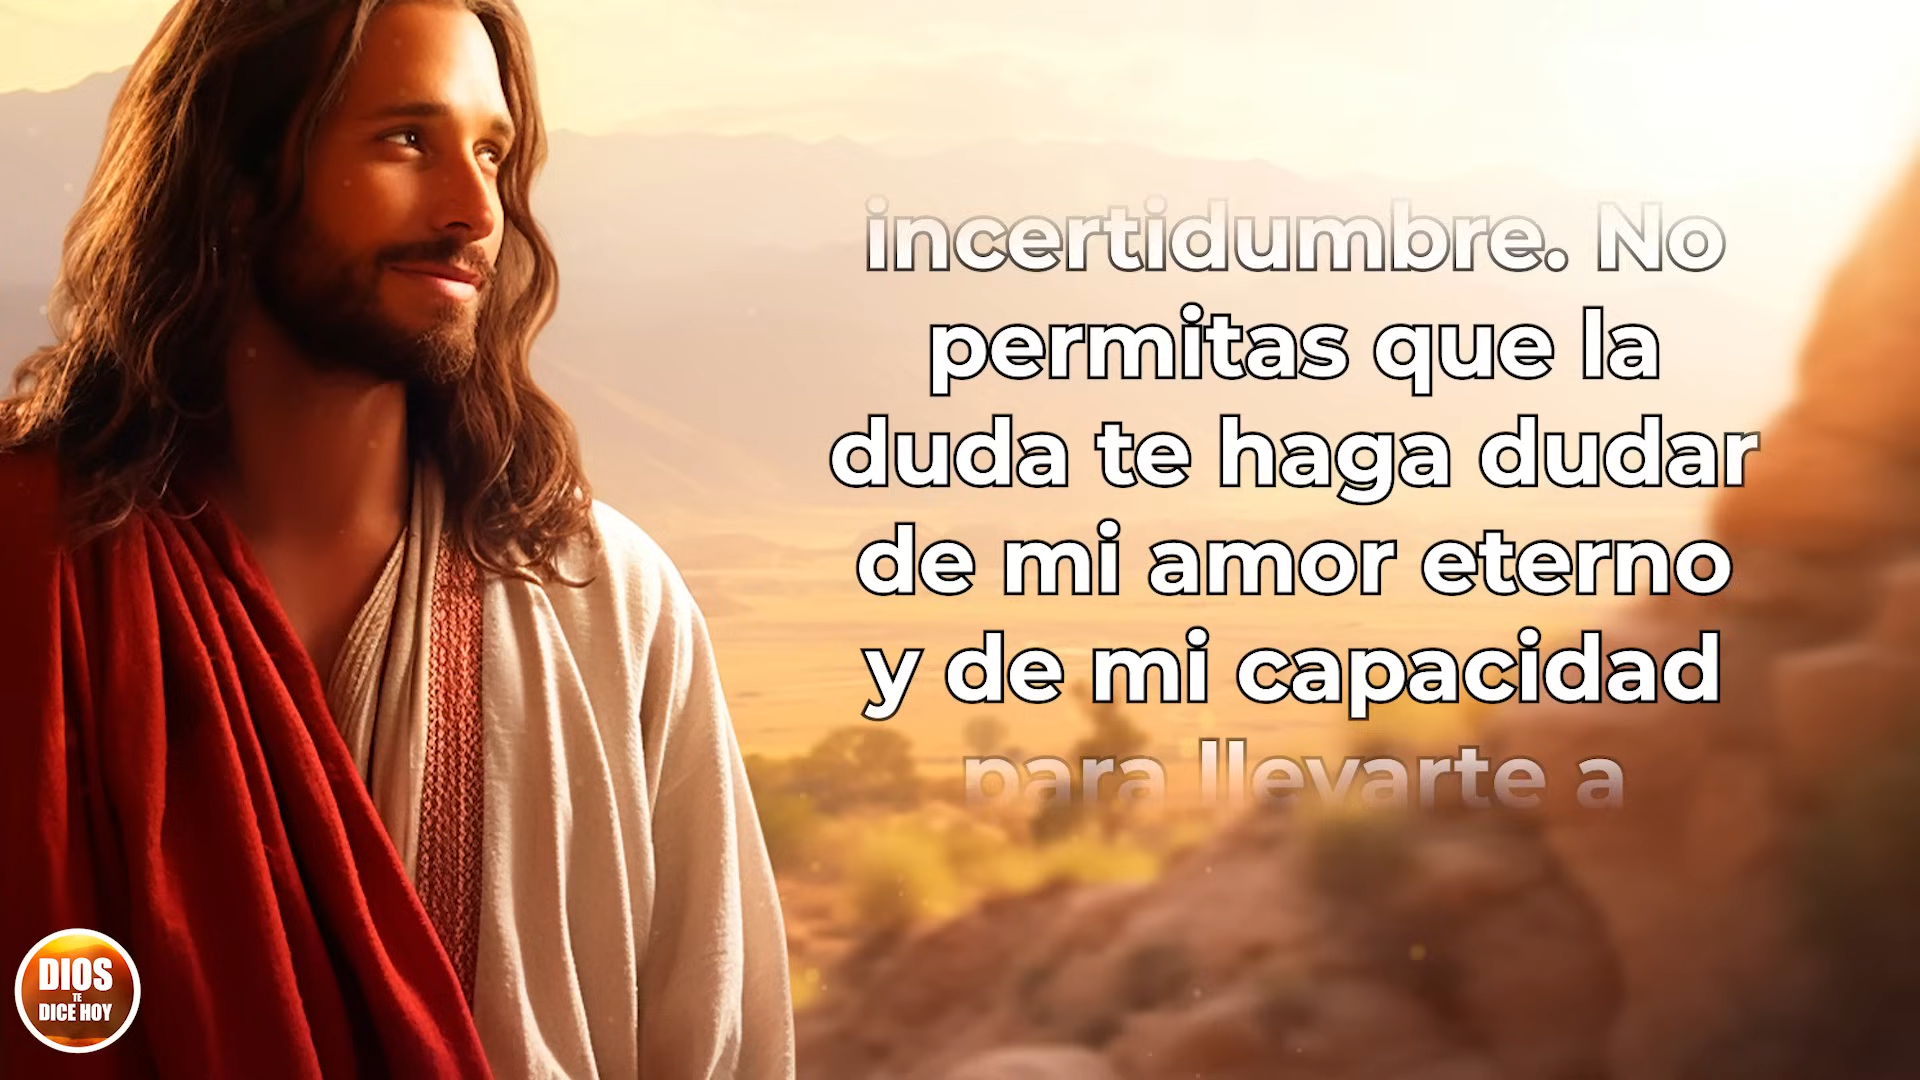 incertidumbre. No
permitas que la
duda te haga dudar
de mi amor eterno
y de mi capacidad
para llevarte a
DIOS
TE
DICE HOY